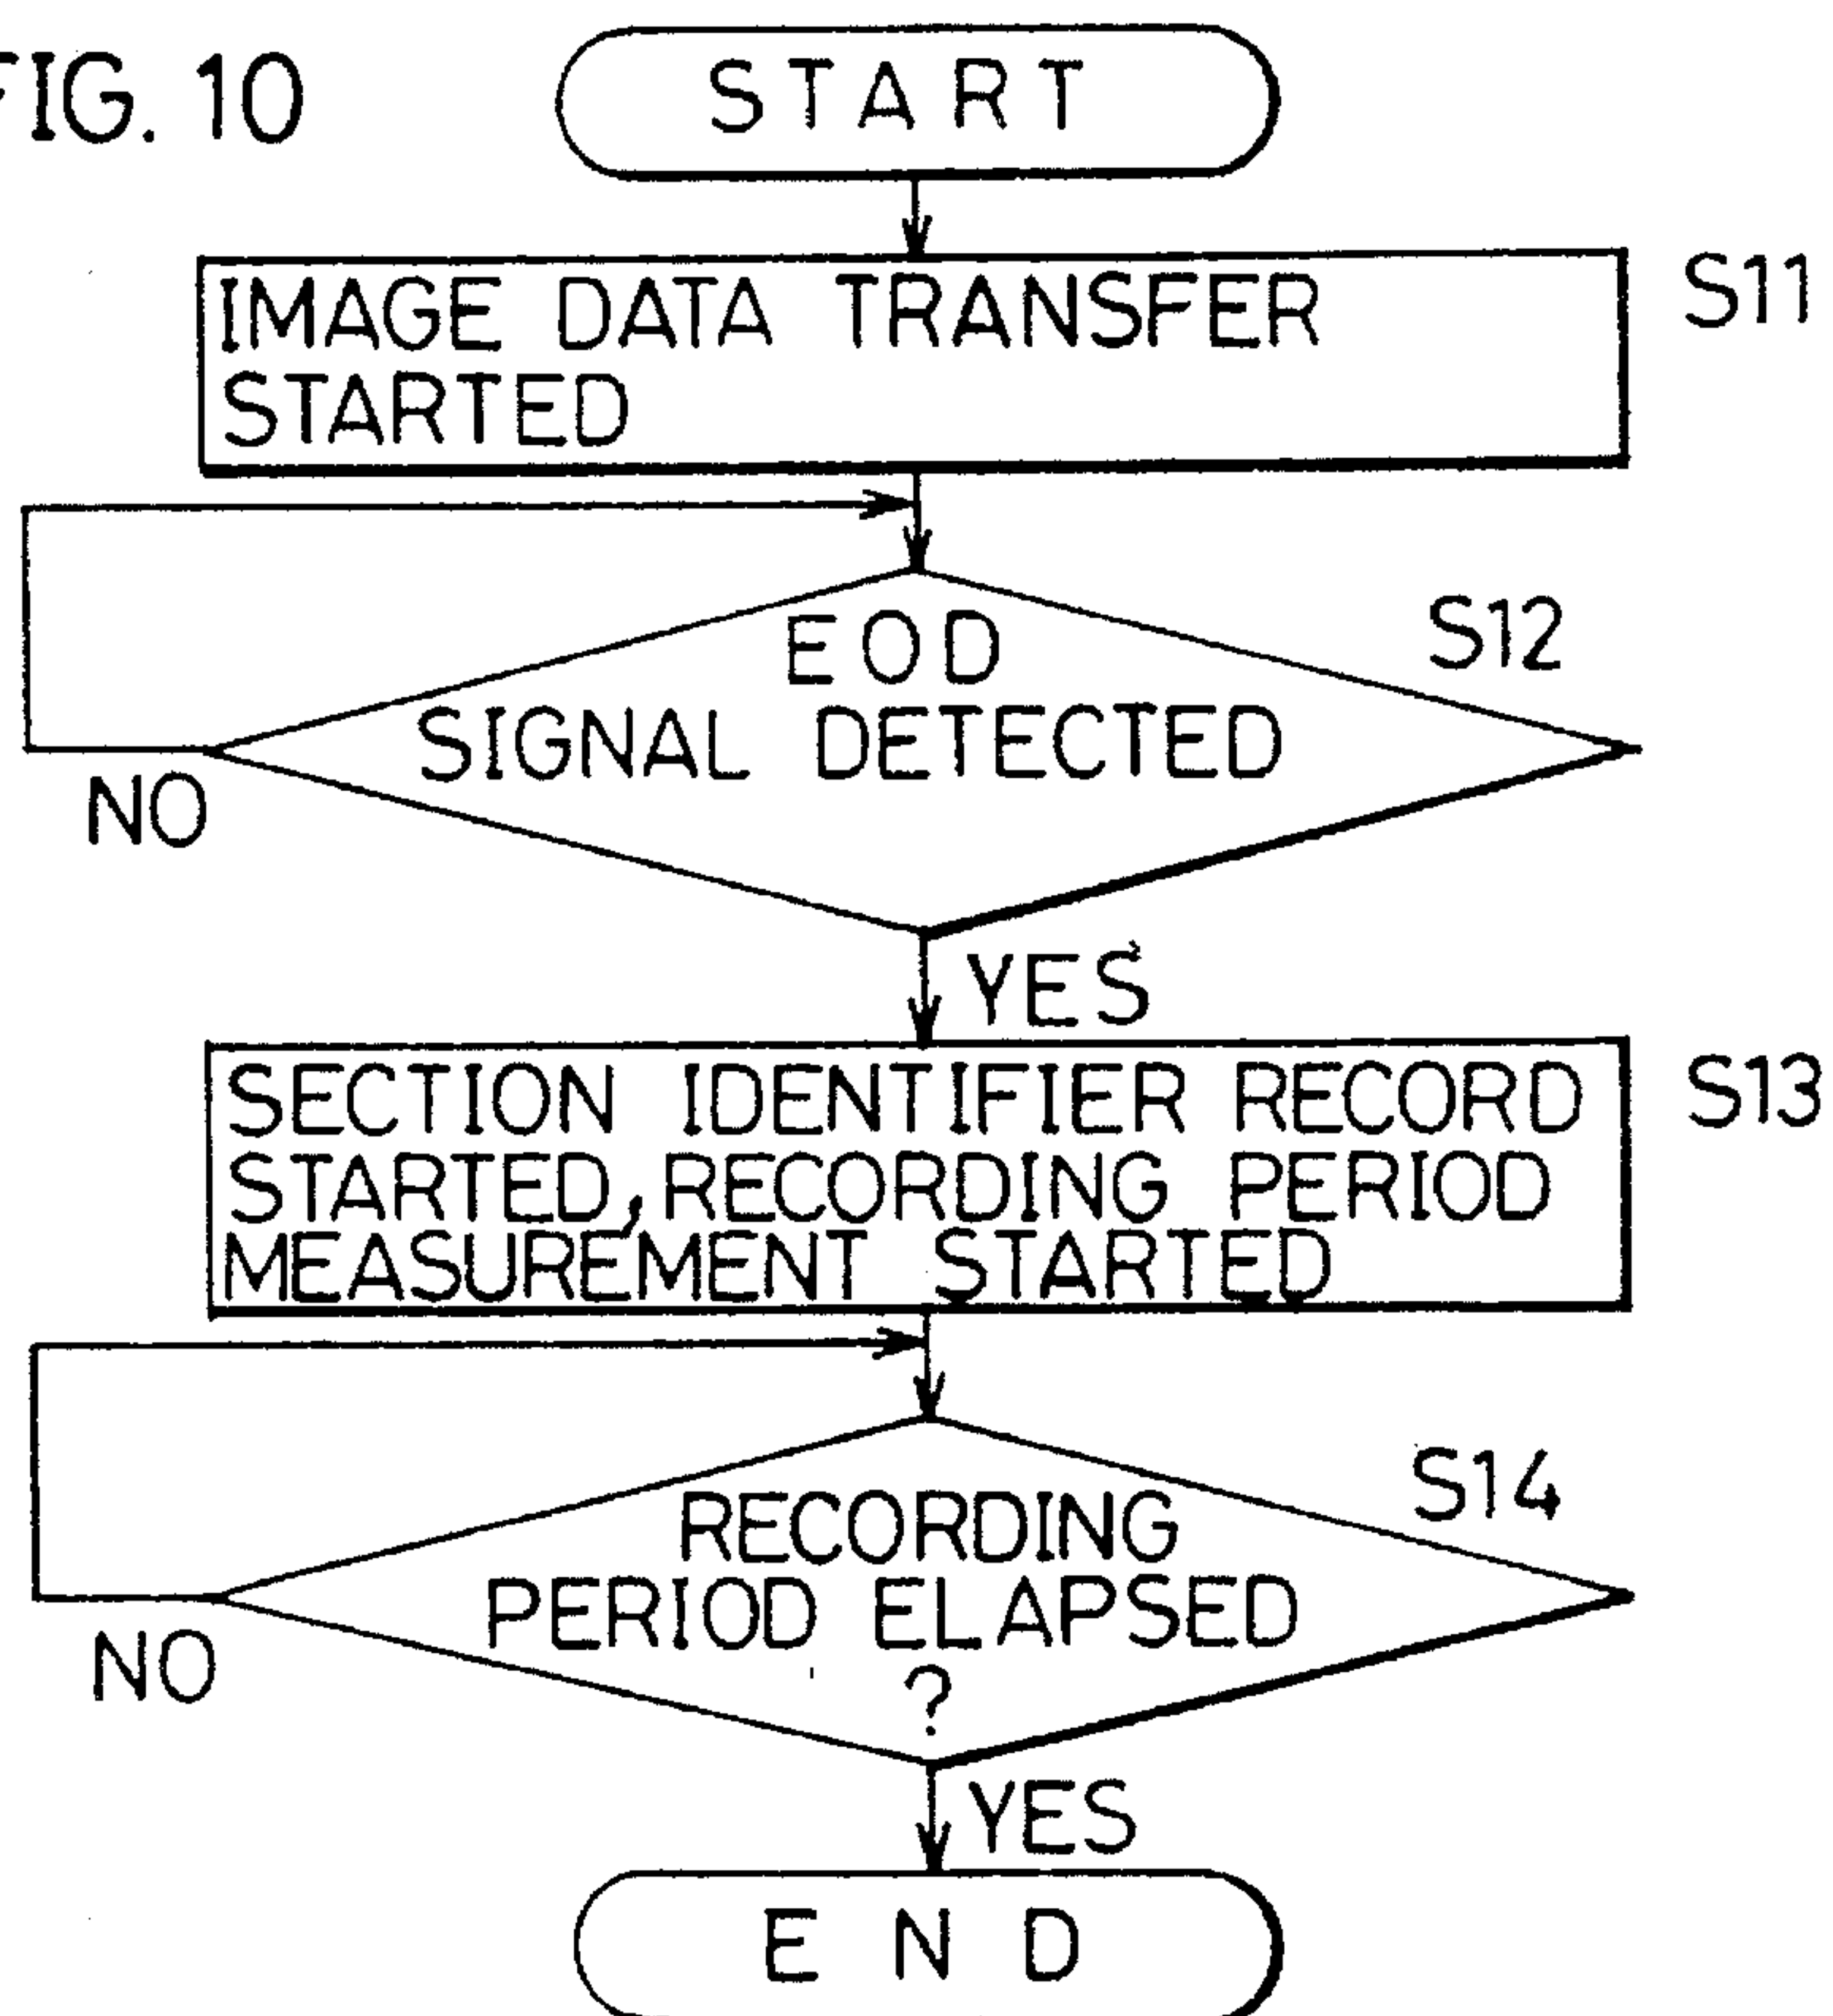 FIG. 10
START
IMAGE DATA TRANSFER
STARTED
S11
EOD
SIGNAL DETECTED
S12
NO
YES
SECTION IDENTIFIER RECORD
STARTED, RECORDING PERIOD
MEASUREMENT STARTED
S13
RECORDING
PERIOD ELAPSED
?
S14
NO
YES
END